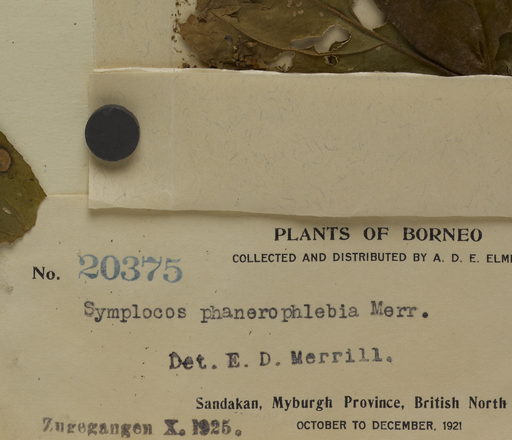 PLANTS OF BORNEO
COLLECTED AND DISTRIBUTED BY A. D. E.
No. 20375
Symplocos phanerophlebia Merr.
Det. E. D. Merrill.
Sandakan, Myburgh Province, British North
Zugegangen X. 1925.
OCTOBER TO DECEMBER, 1921